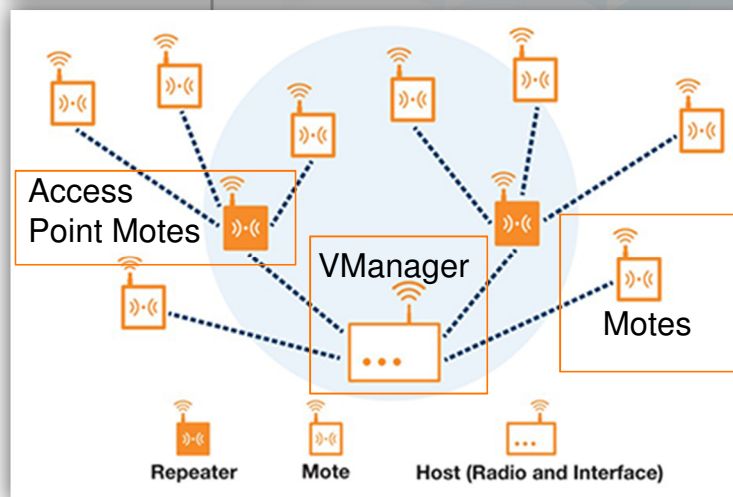 Access
Point Motes
VManager
Motes
Repeater
Mote
Host (Radio and Interface)